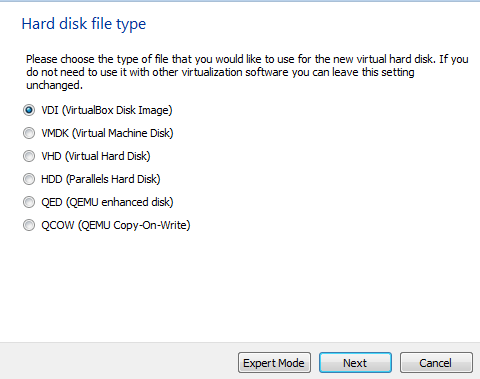 Hard disk file type
Please choose the type of file that you would like to use for the new virtual hard disk. If you
do not need to use it with other virtualization software you can leave this setting
unchanged.
VDI (VirtualBox Disk Image)
VMDK (Virtual Machine Disk)
VHD (Virtual Hard Disk)
HDD (Parallels Hard Disk)
QED (QEMU enhanced disk)
QCOW (QEMU Copy-On-Write)
Expert Mode Next Cancel